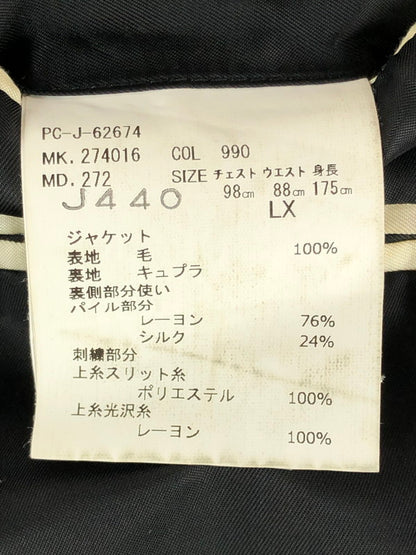 PC-J-62674
MK. 274016 COL 990
MD. 272 SIZE チェスト ウエスト 身長
98cm 88cm 175cm
J440 LX
ジャケット
表地 毛 100%
裏地 キュプラ
裏側部分使い
パイル部分
レーヨン 76%
シルク 24%
刺繍部分
上糸スリット糸
ポリエステル 100%
上糸光沢糸
レーヨン 100%